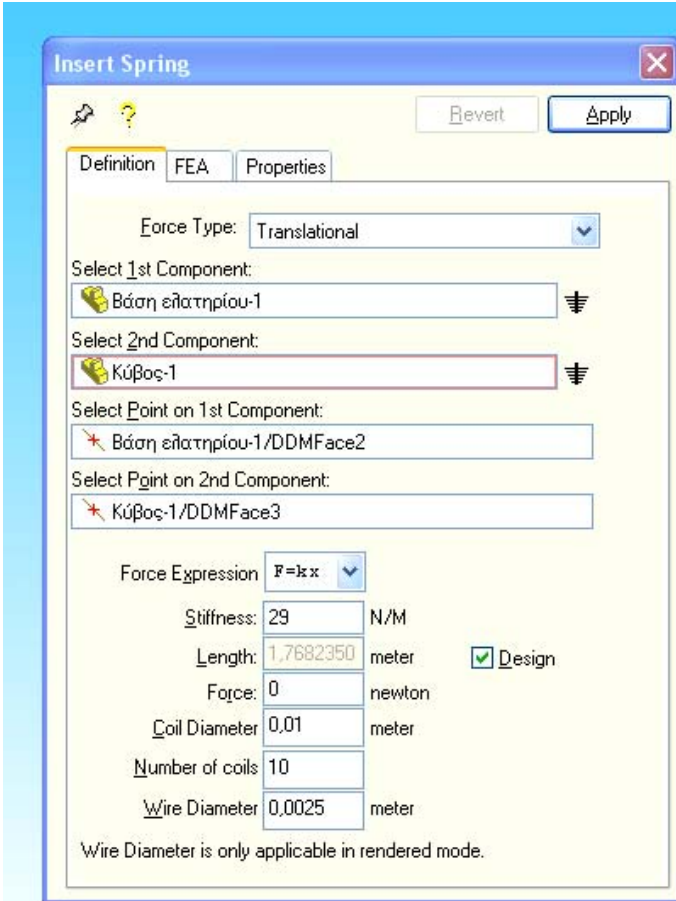 Insert Spring
Revert Apply
Definition FEA Properties
Force Type: Translational
Select 1st Component:
Βάση ελατηρίου-1
Select 2nd Component:
Κύβος-1
Select Point on 1st Component:
Βάση ελατηρίου-1/DDMFace2
Select Point on 2nd Component:
Κύβος-1/DDMFace3
Force Expression F=kx
Stiffness: 29 N/M
Length: 1,7682350 meter Design
Force: 0 newton
Coil Diameter 0,01 meter
Number of coils 10
Wire Diameter 0,0025 meter
Wire Diameter is only applicable in rendered mode.